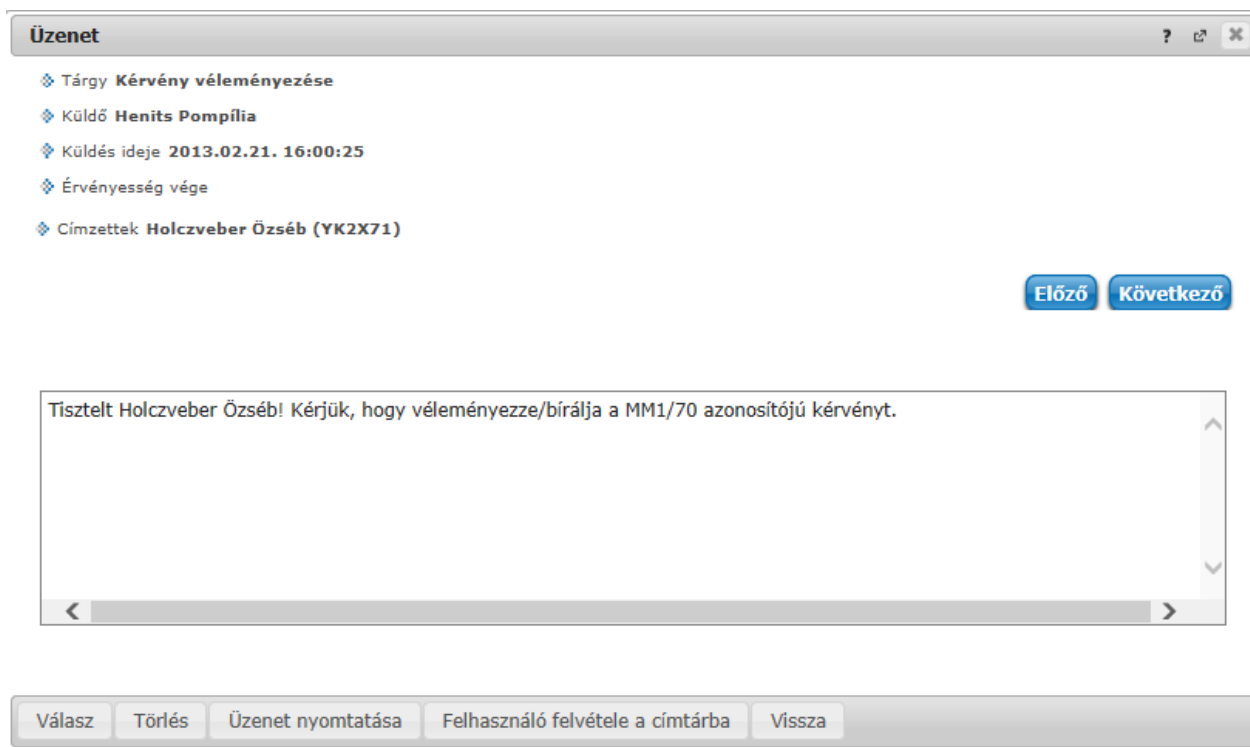 Üzenet ?
Tárgy Kérvény véleményezése
Küldő Henits Pompília
Küldés ideje 2013.02.21. 16:00:25
Érvényesség vége
Címzettek Holczveber Özséb (YK2X71)
Előző Következő
Tisztelt Holczveber Özséb! Kérjük, hogy véleményezze/bírálja a MM1/70 azonosítójú kérvényt.
Válasz Törlés Üzenet nyomtatása Felhasználó felvétele a címtárba Vissza